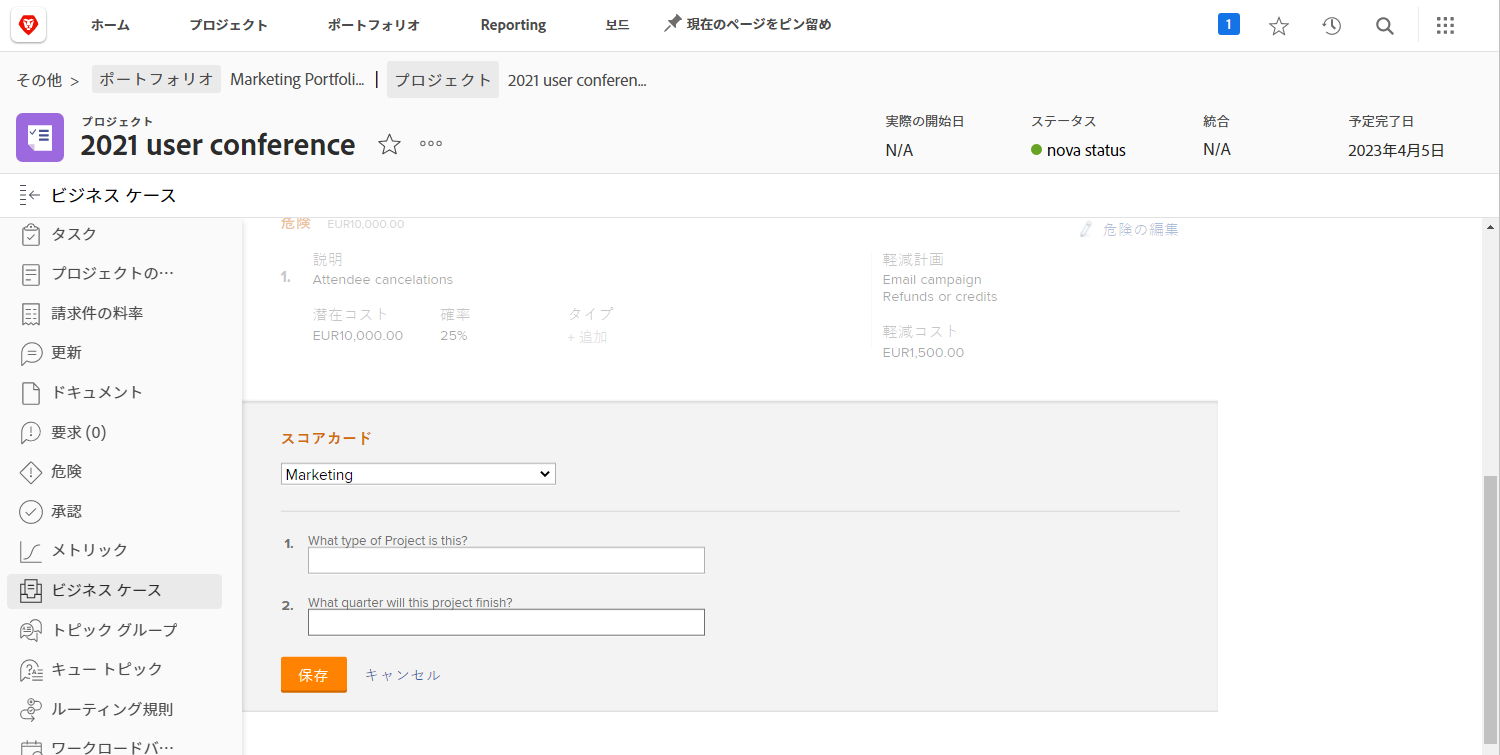 ホーム プロジェクト ポートフォリオ Reporting 보드 現在のページをピン留め 1
その他 > ポートフォリオ Marketing Portfoli... | プロジェクト 2021 user conferen...
プロジェクト
2021 user conference
実際の開始日 ステータス 統合 予定完了日
N/A nova status N/A 2023年4月5日
ビジネス ケース
タスク
プロジェクトの…
請求件の料率
更新
ドキュメント
要求 (0)
危険
承認
メトリック
ビジネス ケース
トピック グループ
キュー トピック
ルーティング規則
ワークロードバ…
危険 EUR10,000.00 危険の編集
1. 説明
Attendee cancelations
潜在コスト 確率 タイプ
EUR10,000.00 25% + 追加
軽減計画
Email campaign
Refunds or credits
軽減コスト
EUR1,500.00
スコアカード
Marketing
1. What type of Project is this?
2. What quarter will this project finish?
保存 キャンセル